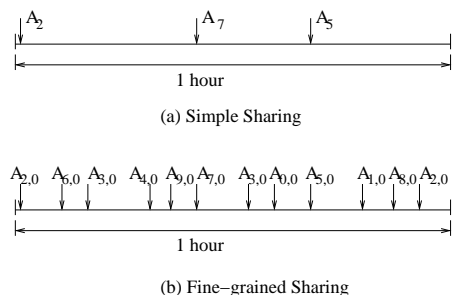 A2 A7 A5
1 hour
(a) Simple Sharing
A2,0 A6,0 A3,0 A4,0 A9,0 A7,0 A3,0 A0,0 A5,0 A1,0 A8,0 A2,0
1 hour
(b) Fine−grained Sharing